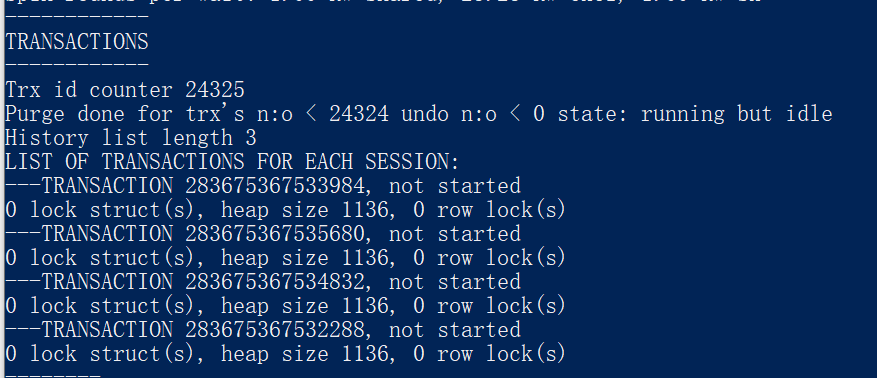 ------------
TRANSACTIONS
------------
Trx id counter 24325
Purge done for trx's n:o < 24324 undo n:o < 0 state: running but idle
History list length 3
LIST OF TRANSACTIONS FOR EACH SESSION:
---TRANSACTION 283675367533984, not started
0 lock struct(s), heap size 1136, 0 row lock(s)
---TRANSACTION 283675367535680, not started
0 lock struct(s), heap size 1136, 0 row lock(s)
---TRANSACTION 283675367534832, not started
0 lock struct(s), heap size 1136, 0 row lock(s)
---TRANSACTION 283675367532288, not started
0 lock struct(s), heap size 1136, 0 row lock(s)
--------